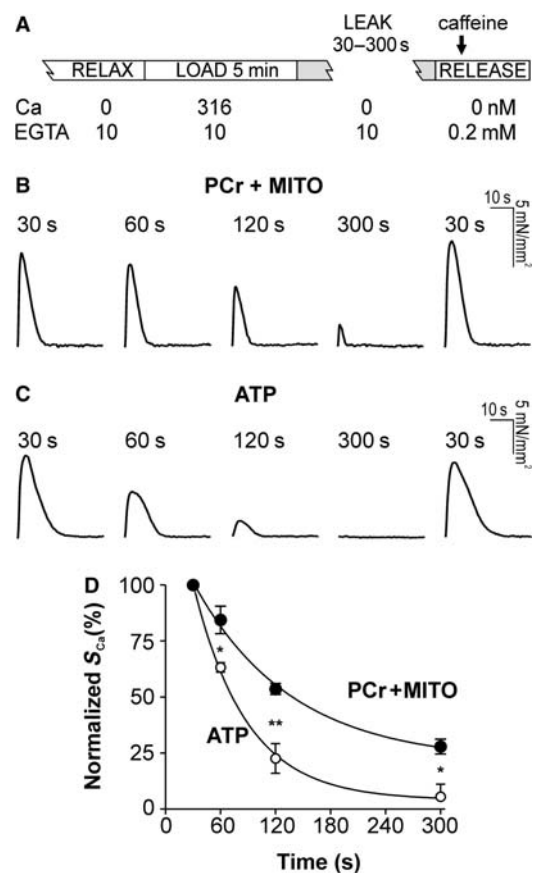 A
LEAK
30–300 s
caffeine
RELAX
LOAD 5 min
RELEASE
Ca 0 316 0 0 nM
EGTA 10 10 10 0.2 mM
B
PCr + MITO
30 s 60 s 120 s 300 s 30 s
10 s
5 mN/mm²
C
ATP
30 s 60 s 120 s 300 s 30 s
10 s
5 mN/mm²
D
Normalized S_Ca(%)
100
75
50
25
0
*
**
*
PCr+MITO
ATP
0 60 120 180 240 300
Time (s)